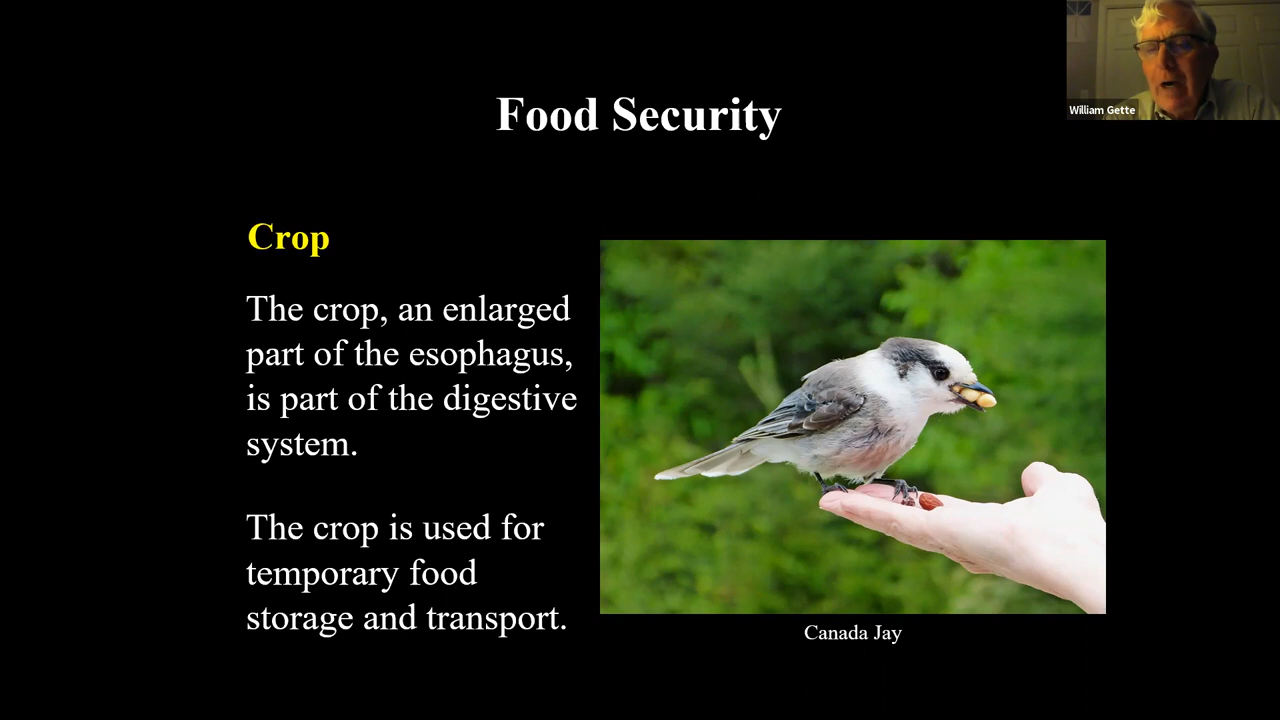 William Gette
Food Security
Crop
The crop, an enlarged
part of the esophagus,
is part of the digestive
system.
The crop is used for
temporary food
storage and transport.
Canada Jay